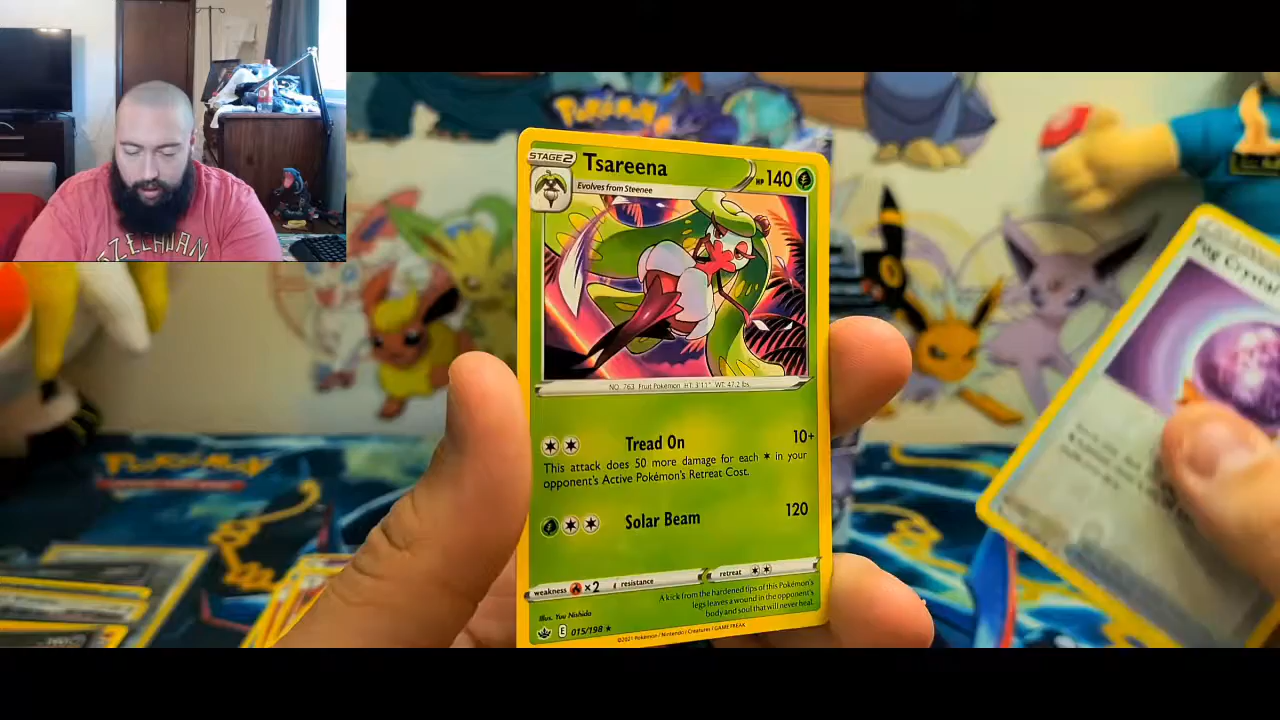 POKéMON
STAGE 2
Tsareena
HP 140
Evolves from Steenee
NO. 763 Fruit Pokémon HT: 3'11" WT: 47.2 lbs.
Tread On 10+
This attack does 50 more damage for each ✶ in your
opponent's Active Pokémon's Retreat Cost.
Solar Beam 120
weakness ×2 resistance retreat
A kick from the hardened tips of this Pokémon's
legs leaves a wound in the opponent's
body and soul that will never heal.
Illus. Yuu Nishida
E 015/198 ★
©2021 Pokémon / Nintendo / Creatures / GAME FREAK
Fog Crystal
POKéMON